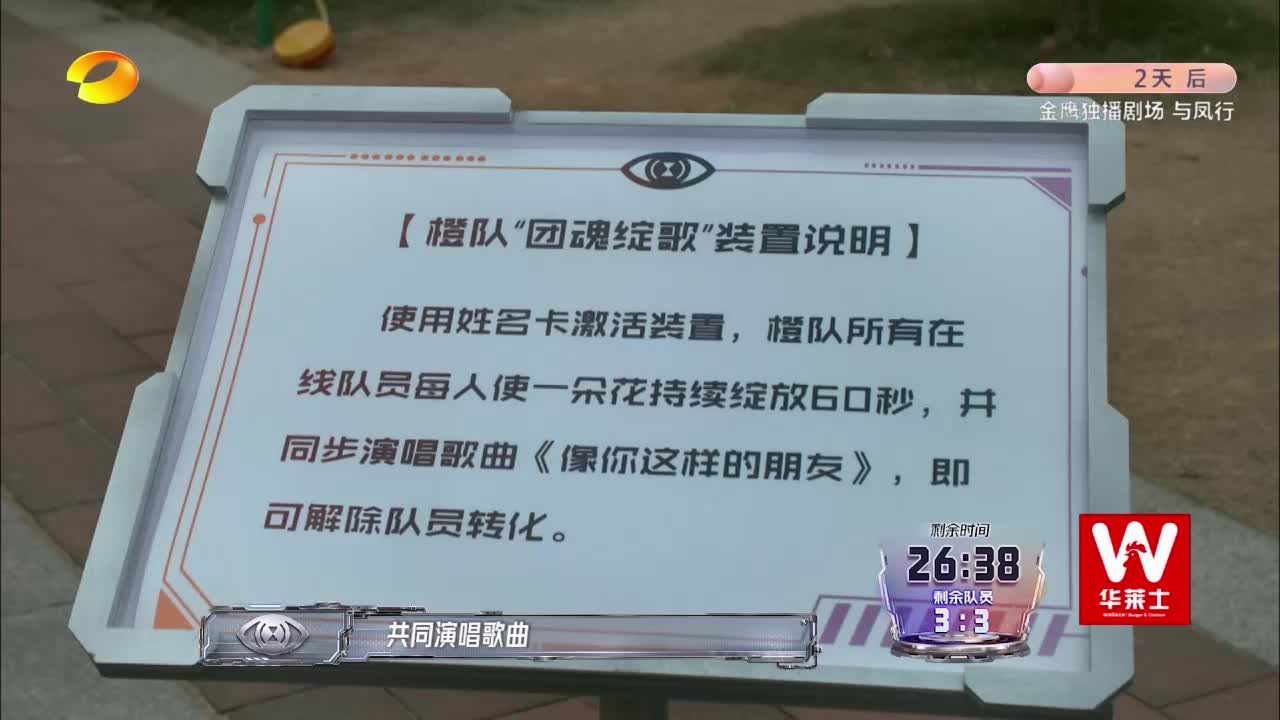 2天 后
金鹰独播剧场 与凤行
【橙队“团魂绽歌”装置说明】
使用姓名卡激活装置，橙队所有在
线队员每人使一朵花持续绽放60秒，并
同步演唱歌曲《像你这样的朋友》，即
可解除队员转化。
剩余时间
26:38
剩余队员
3:3
共同演唱歌曲
华莱士